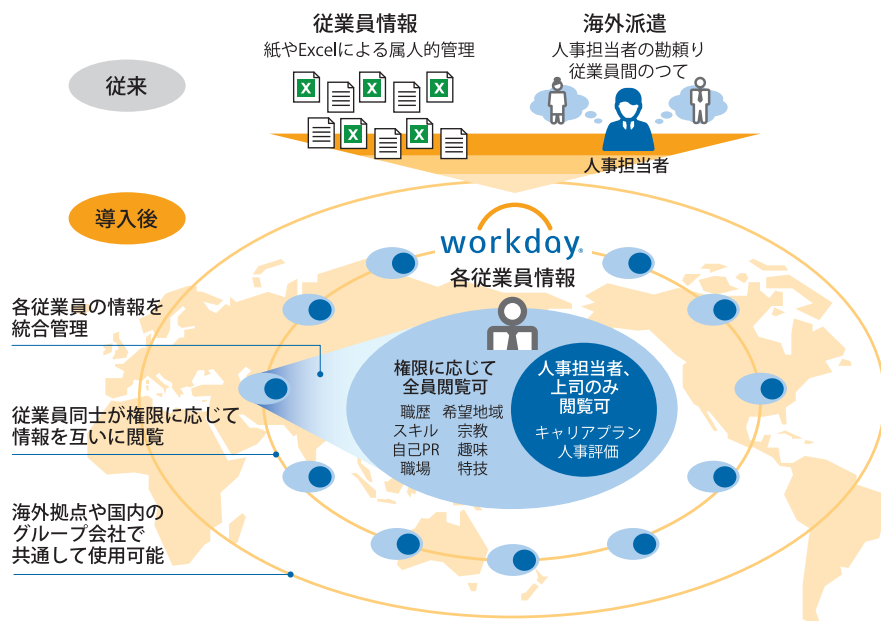 従業員情報
紙やExcelによる属人的管理
海外派遣
人事担当者の勘頼り
従業員間のつて
従来
X X X
X X
人事担当者
導入後
workday.
各従業員情報
各従業員の情報を
統合管理
従業員同士が権限に応じて
情報を互いに閲覧
海外拠点や国内の
グループ会社で
共通して使用可能
権限に応じて
全員閲覧可
職歴 希望地域
スキル 宗教
自己PR 趣味
職場 特技
人事担当者、
上司のみ
閲覧可
キャリアプラン
人事評価